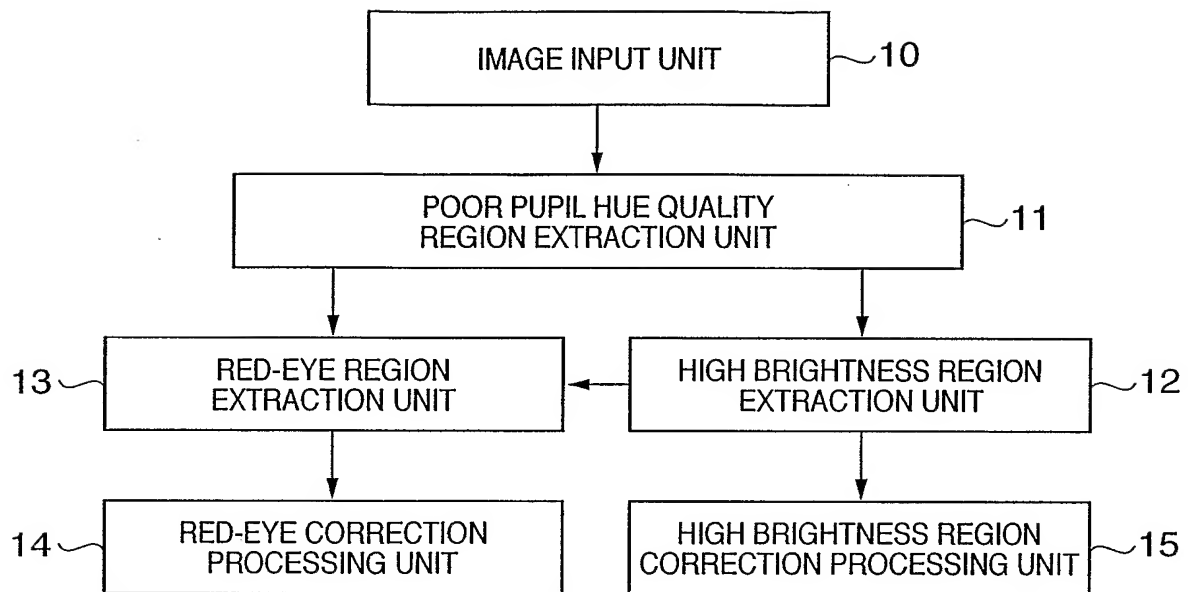 IMAGE INPUT UNIT
10
POOR PUPIL HUE QUALITY
REGION EXTRACTION UNIT
11
13
RED-EYE REGION
EXTRACTION UNIT
HIGH BRIGHTNESS REGION
EXTRACTION UNIT
12
14
RED-EYE CORRECTION
PROCESSING UNIT
HIGH BRIGHTNESS REGION
CORRECTION PROCESSING UNIT
15